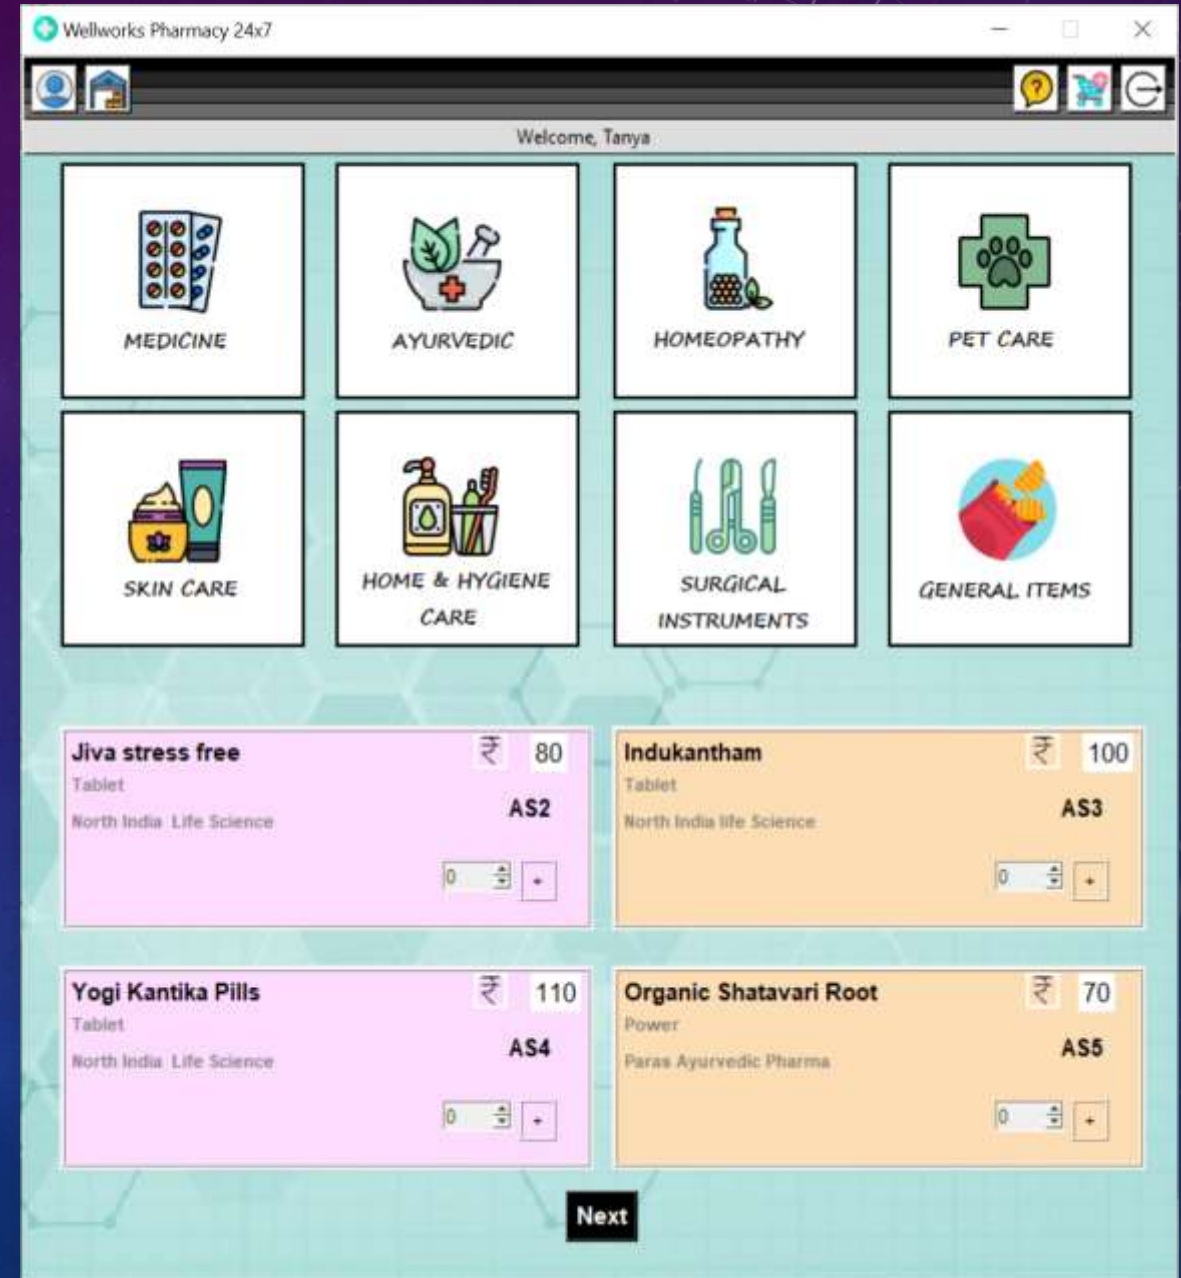 Wellworks Pharmacy 24x7
?
Welcome, Tanya
MEDICINE
AYURVEDIC
HOMEOPATHY
PET CARE
SKIN CARE
HOME & HYGIENE
CARE
SURGICAL
INSTRUMENTS
GENERAL ITEMS
Jiva stress free ₹ 80
Tablet
AS2
North India Life Science
0 +
Indukantham ₹ 100
Tablet
AS3
North India life Science
0 +
Yogi Kantika Pills ₹ 110
Tablet
AS4
North India Life Science
0 +
Organic Shatavari Root ₹ 70
Power
AS5
Paras Ayurvedic Pharma
0 +
Next